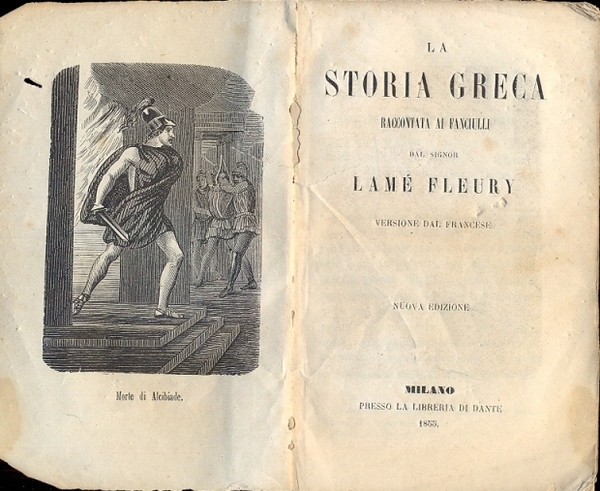 Morte di Alcibiade.
LA
STORIA GRECA
RACCONTATA AI FANCIULLI
DAL SIGNOR
LAMÉ FLEURY
VERSIONE DAL FRANCESE
NUOVA EDIZIONE
MILANO
PRESSO LA LIBRERIA DI DANTE
1855.